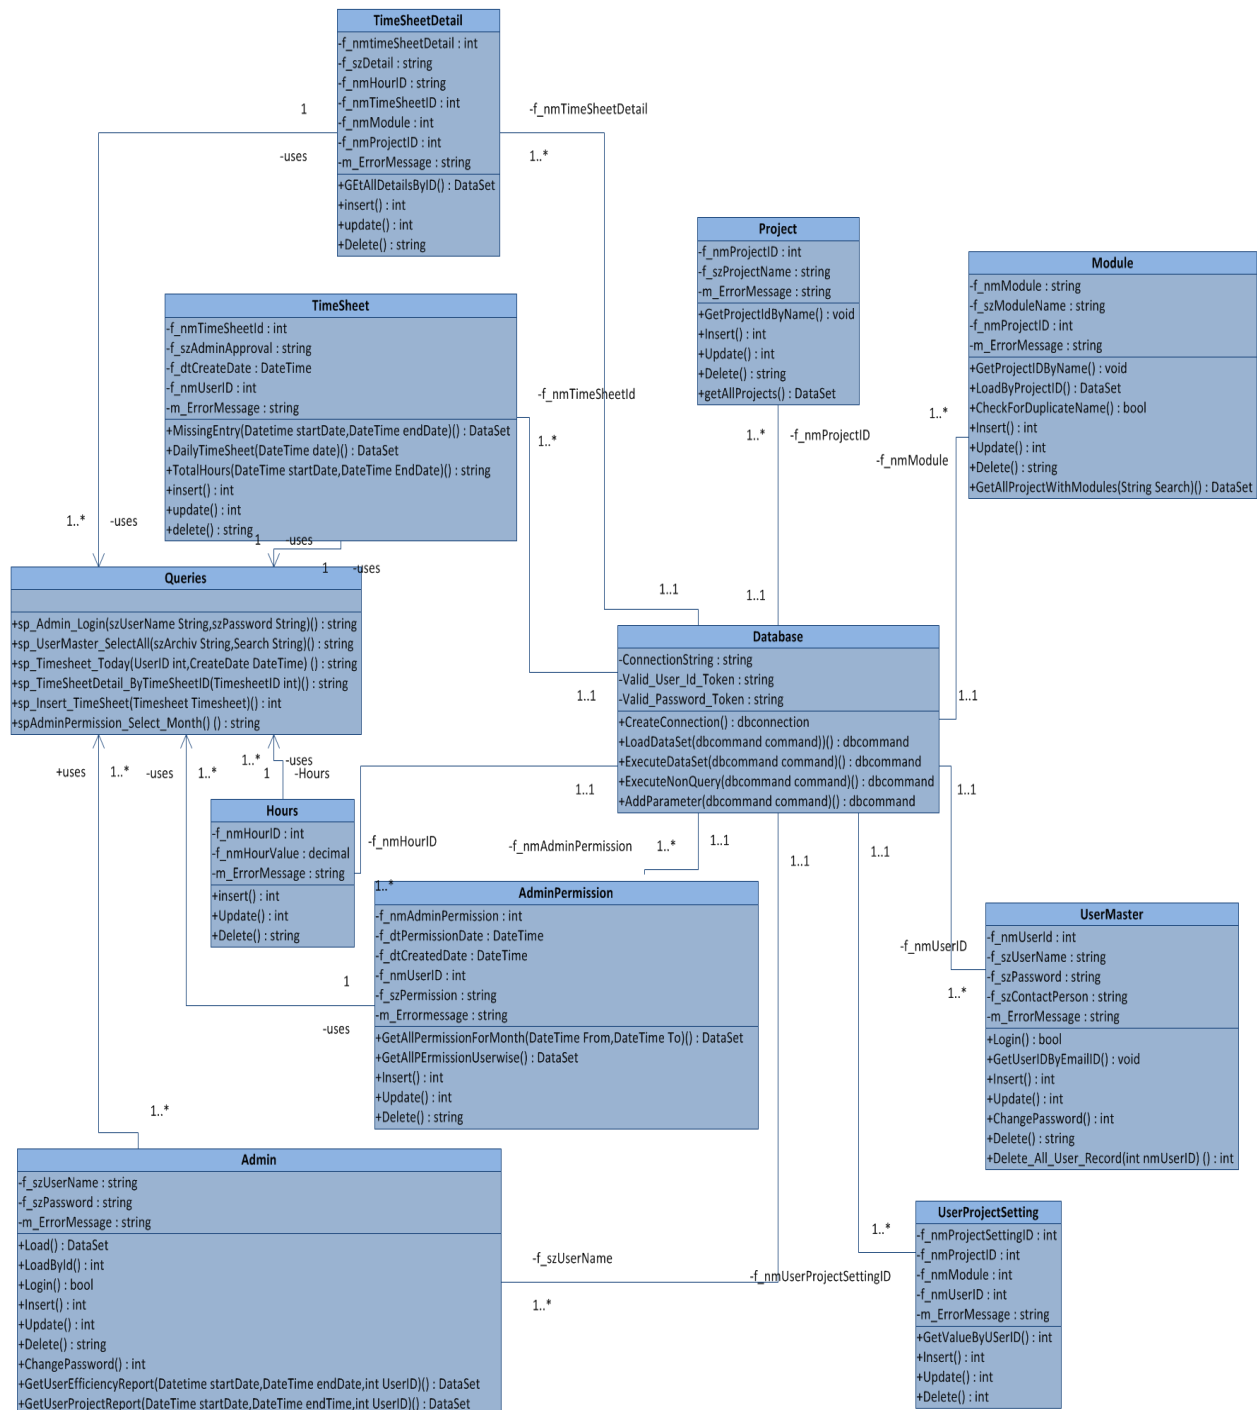 TimeSheetDetail
-f_nmtimeSheetDetail : int
-f_szDetail : string
-f_nmHourID : string
-f_nmTimeSheetID : int
-f_nmModule : int
-f_nmProjectID : int
-m_ErrorMessage : string
+GEtAllDetailsByID() : DataSet
+insert() : int
+update() : int
+Delete() : string
1
-uses
-f_nmTimeSheetDetail
1..*
Project
-f_nmProjectID : int
-f_szProjectName : string
-m_ErrorMessage : string
+GetProjectIdByName() : void
+Insert() : int
+Update() : int
+Delete() : string
+getAllProjects() : DataSet
1..*
-f_nmProjectID
Module
-f_nmModule : string
-f_szModuleName : string
-f_nmProjectID : int
-m_ErrorMessage : string
+GetProjectIDByName() : void
+LoadByProjectID() : DataSet
+CheckForDuplicateName() : bool
+Insert() : int
+Update() : int
+Delete() : string
+GetAllProjectWithModules(String Search)() : DataSet
1..*
-f_nmModule
TimeSheet
-f_nmTimeSheetId : int
-f_szAdminApproval : string
-f_dtCreateDate : DateTime
-f_nmUserID : int
-m_ErrorMessage : string
+MissingEntry(Datetime startDate,DateTime endDate)() : DataSet
+DailyTimeSheet(DateTime date)() : DataSet
+TotalHours(DateTime startDate,DateTime EndDate)() : string
+insert() : int
+update() : int
+delete() : string
-f_nmTimeSheetId
1..*
1..*
-uses
1
-uses
1
-uses
Queries
+sp_Admin_Login(szUserName String,szPassword String)() : string
+sp_UserMaster_SelectAll(szArchiv String,Search String)() : string
+sp_Timesheet_Today(UserID int,CreateDate DateTime) () : string
+sp_TimeSheetDetail_ByTimeSheetID(TimesheetID int)() : string
+sp_Insert_TimeSheet(Timesheet Timesheet)() : int
+spAdminPermission_Select_Month() () : string
1..1
1..1
Database
-ConnectionString : string
-Valid_User_Id_Token : string
-Valid_Password_Token : string
+CreateConnection() : dbconnection
+LoadDataSet(dbcommand command))() : dbcommand
+ExecuteDataSet(dbcommand command)() : dbcommand
+ExecuteNonQuery(dbcommand command)() : dbcommand
+AddParameter(dbcommand command)() : dbcommand
1..1
1..1
1..1
1..1
1..1
1..1
1..1
+uses
1..*
-uses
1..*
1..*
-uses
1
-Hours
Hours
-f_nmHourID : int
-f_nmHourValue : decimal
-m_ErrorMessage : string
+insert() : int
+Update() : int
+Delete() : string
-f_nmHourID
1..*
-f_nmAdminPermission
1..*
AdminPermission
-f_nmAdminPermission : int
-f_dtPermissionDate : DateTime
-f_dtCreatedDate : DateTime
-f_nmUserID : int
-f_szPermission : string
-m_Errormessage : string
+GetAllPermissionForMonth(DateTime From,DateTime To)() : DataSet
+GetAllPErmissionUserwise() : DataSet
+Insert() : int
+Update() : int
+Delete() : string
1
-uses
-f_nmUserID
1..*
UserMaster
-f_nmUserId : int
-f_szUserName : string
-f_szPassword : string
-f_szContactPerson : string
-m_ErrorMessage : string
+Login() : bool
+GetUserIDByEmailID() : void
+Insert() : int
+Update() : int
+ChangePassword() : int
+Delete() : string
+Delete_All_User_Record(int nmUserID) () : int
1..*
Admin
-f_szUserName : string
-f_szPassword : string
-m_ErrorMessage : string
+Load() : DataSet
+LoadById() : int
+Login() : bool
+Insert() : int
+Update() : int
+Delete() : string
+ChangePassword() : int
+GetUserEfficiencyReport(Datetime startDate,DateTime endDate,int UserID)() : DataSet
+GetUserProjectReport(DateTime startDate,DateTime endTime,int UserID)() : DataSet
-f_szUserName
1..*
1..*
-f_nmUserProjectSettingID
UserProjectSetting
-f_nmProjectSettingID : int
-f_nmProjectID : int
-f_nmModule : int
-f_nmUserID : int
-m_ErrorMessage : string
+GetValueByUSerID() : int
+Insert() : int
+Update() : int
+Delete() : int